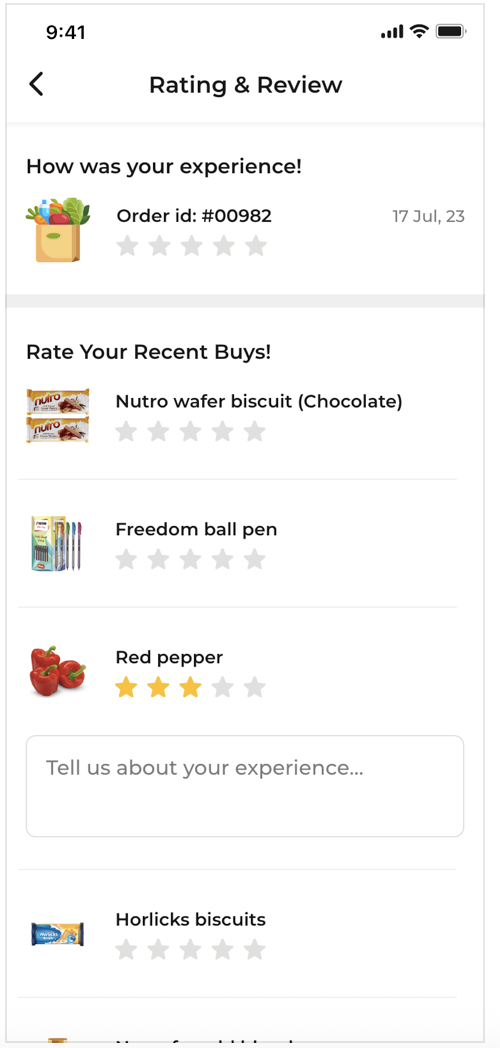 9:41
Rating & Review
How was your experience!
Order id: #00982
17 Jul, 23
Rate Your Recent Buys!
nutro
nutro
Nutro wafer biscuit (Chocolate)
Freedom ball pen
Red pepper
Tell us about your experience...
Horlicks biscuits